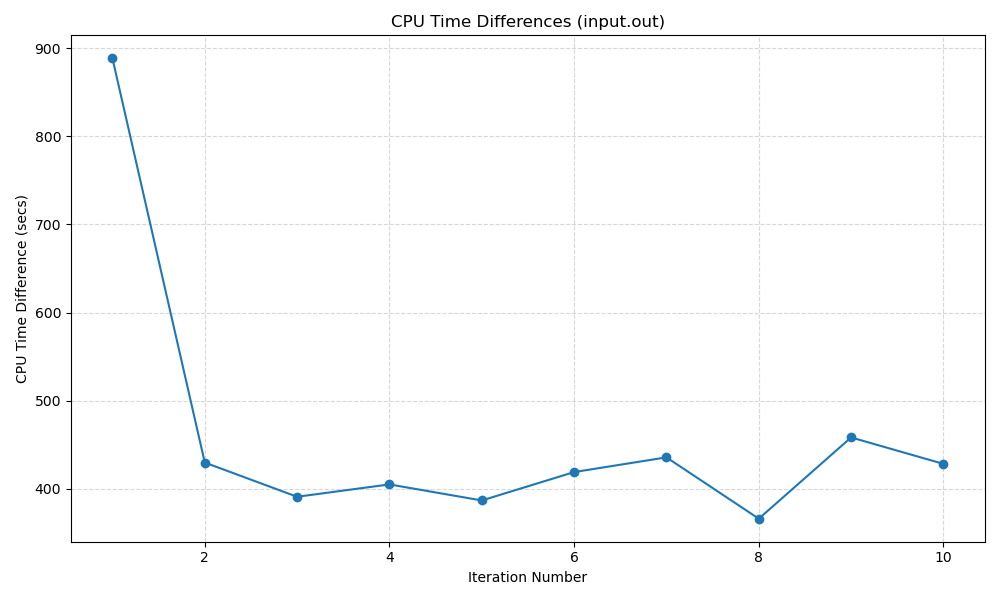 CPU Time Differences (input.out)
900
800
700
600
500
400
CPU Time Difference (secs)
2 4 6 8 10
Iteration Number